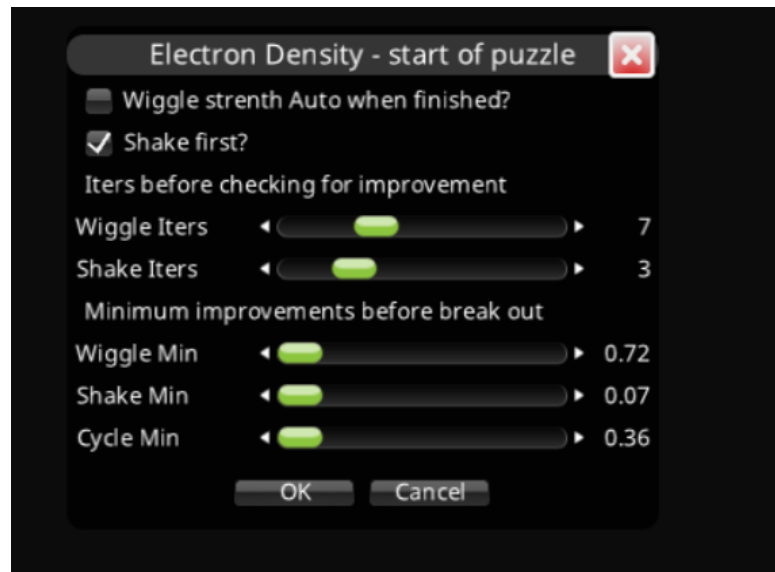 Electron Density - start of puzzle
Wiggle strenth Auto when finished?
Shake first?
Iters before checking for improvement
Wiggle Iters 7
Shake Iters 3
Minimum improvements before break out
Wiggle Min 0.72
Shake Min 0.07
Cycle Min 0.36
OK Cancel